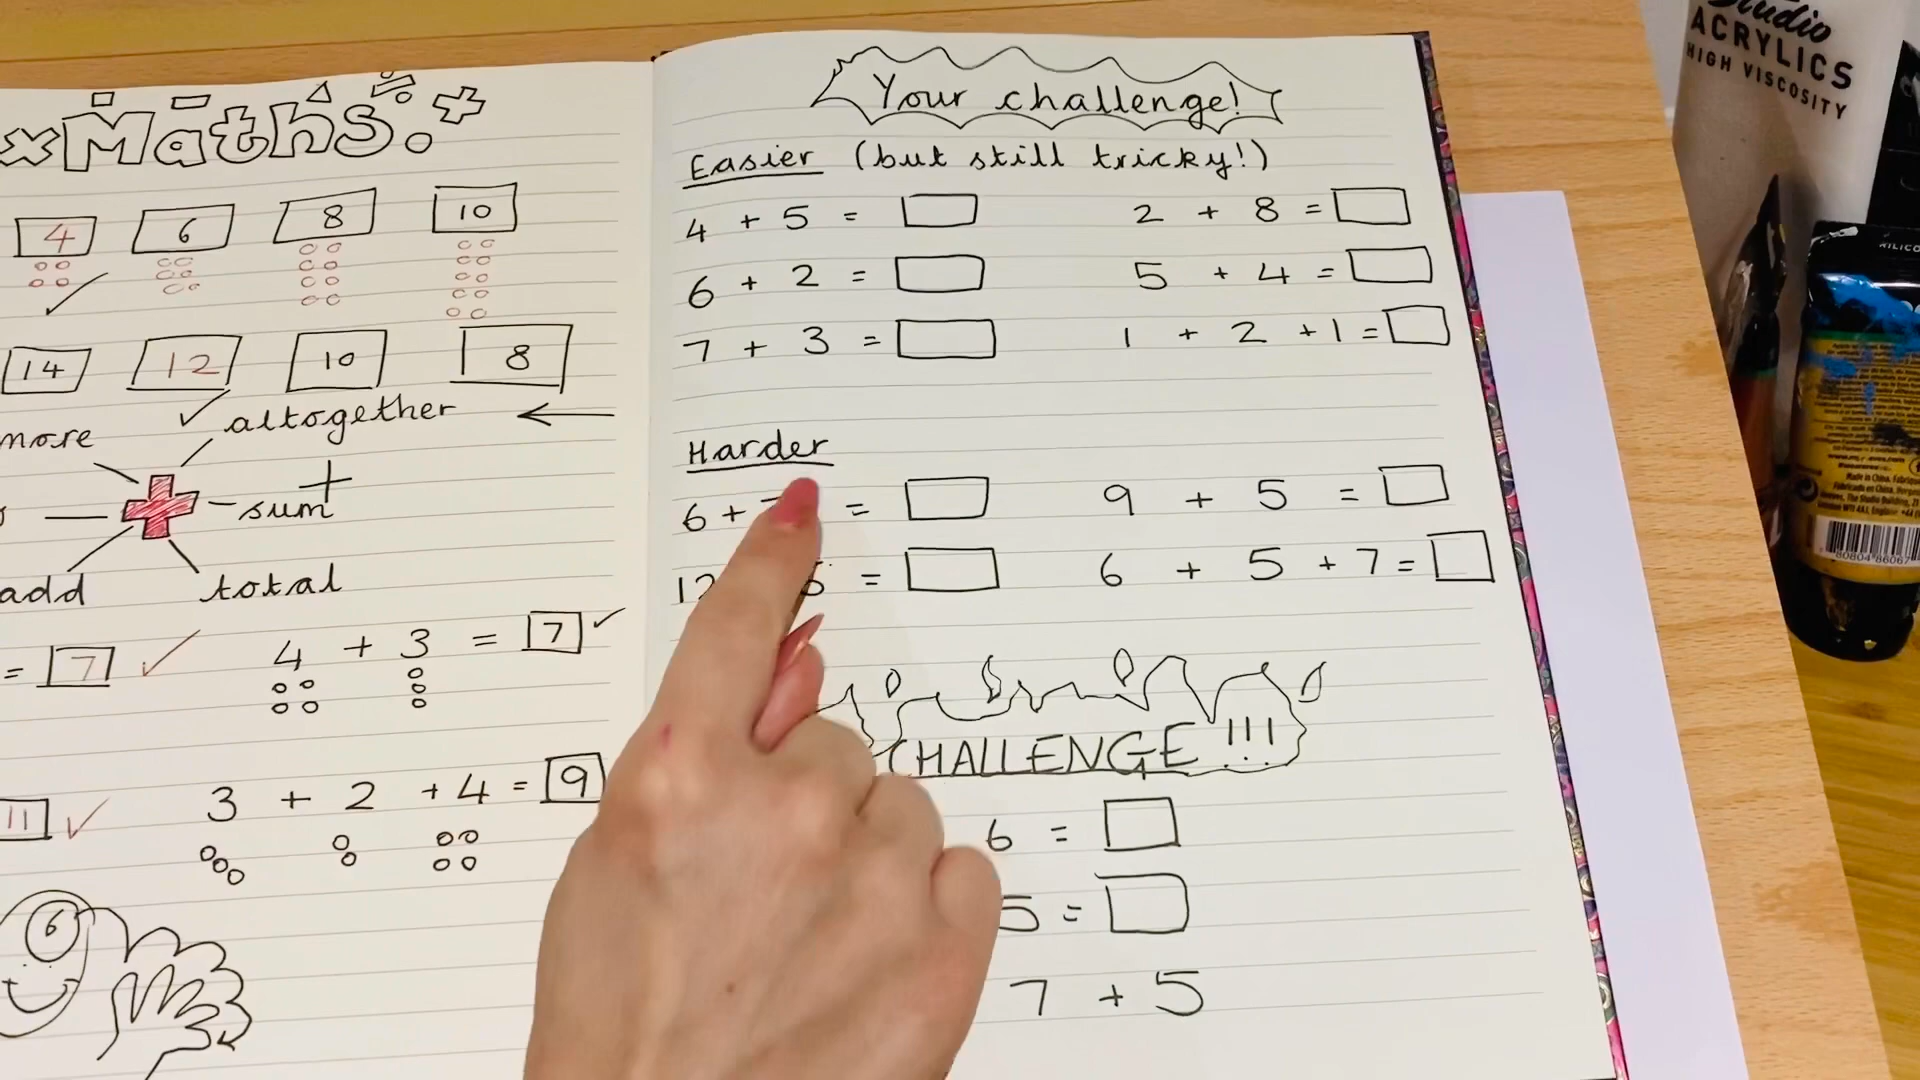 x Maths. +
4 6 8 10
14 12 10 8
more altogether
sum +
add total
= 7 4 + 3 = 7
11 3 + 2 + 4 = 9
6
Your challenge!
Easier (but still tricky!)
4 + 5 = 2 + 8 =
6 + 2 = 5 + 4 =
7 + 3 = 1 + 2 + 1 =
Harder
6 + = 9 + 5 =
12 = 6 + 5 + 7 =
CHALLENGE !!!
6 =
5 =
7 + 5
Studio
ACRYLICS
HIGH VISCOSITY